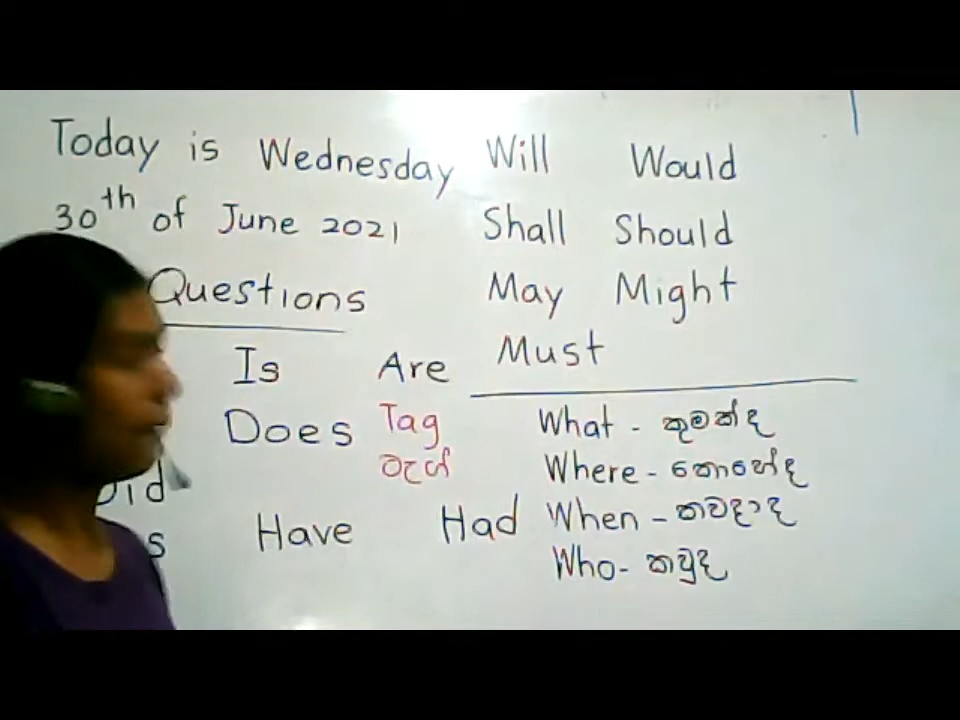 Today is Wednesday
30th of June 2021
Questions
Is Are
Does Tag
ටැග්
Did
Have Had
Will Would
Shall Should
May Might
Must
What - කුමක්ද
Where - කොහේද
When - කවදාද
Who - කවුද